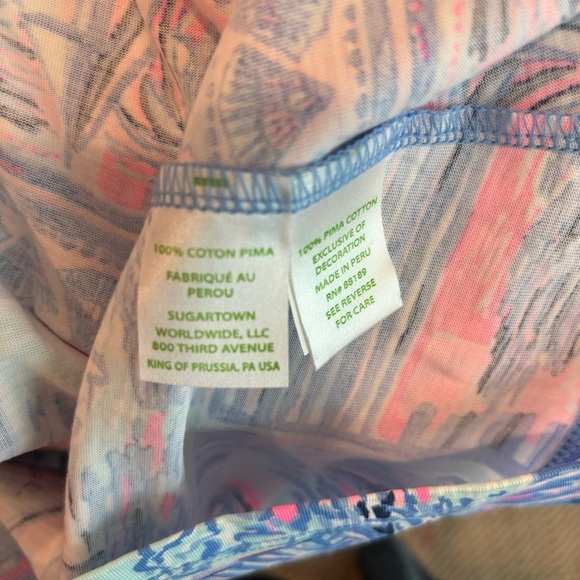 100% COTON PIMA
FABRIQUÉ AU
PEROU
SUGARTOWN
WORLDWIDE, LLC
800 THIRD AVENUE
KING OF PRUSSIA, PA USA
100% PIMA COTTON
EXCLUSIVE OF
DECORATION
MADE IN PERU
RN# 88189
SEE REVERSE
FOR CARE